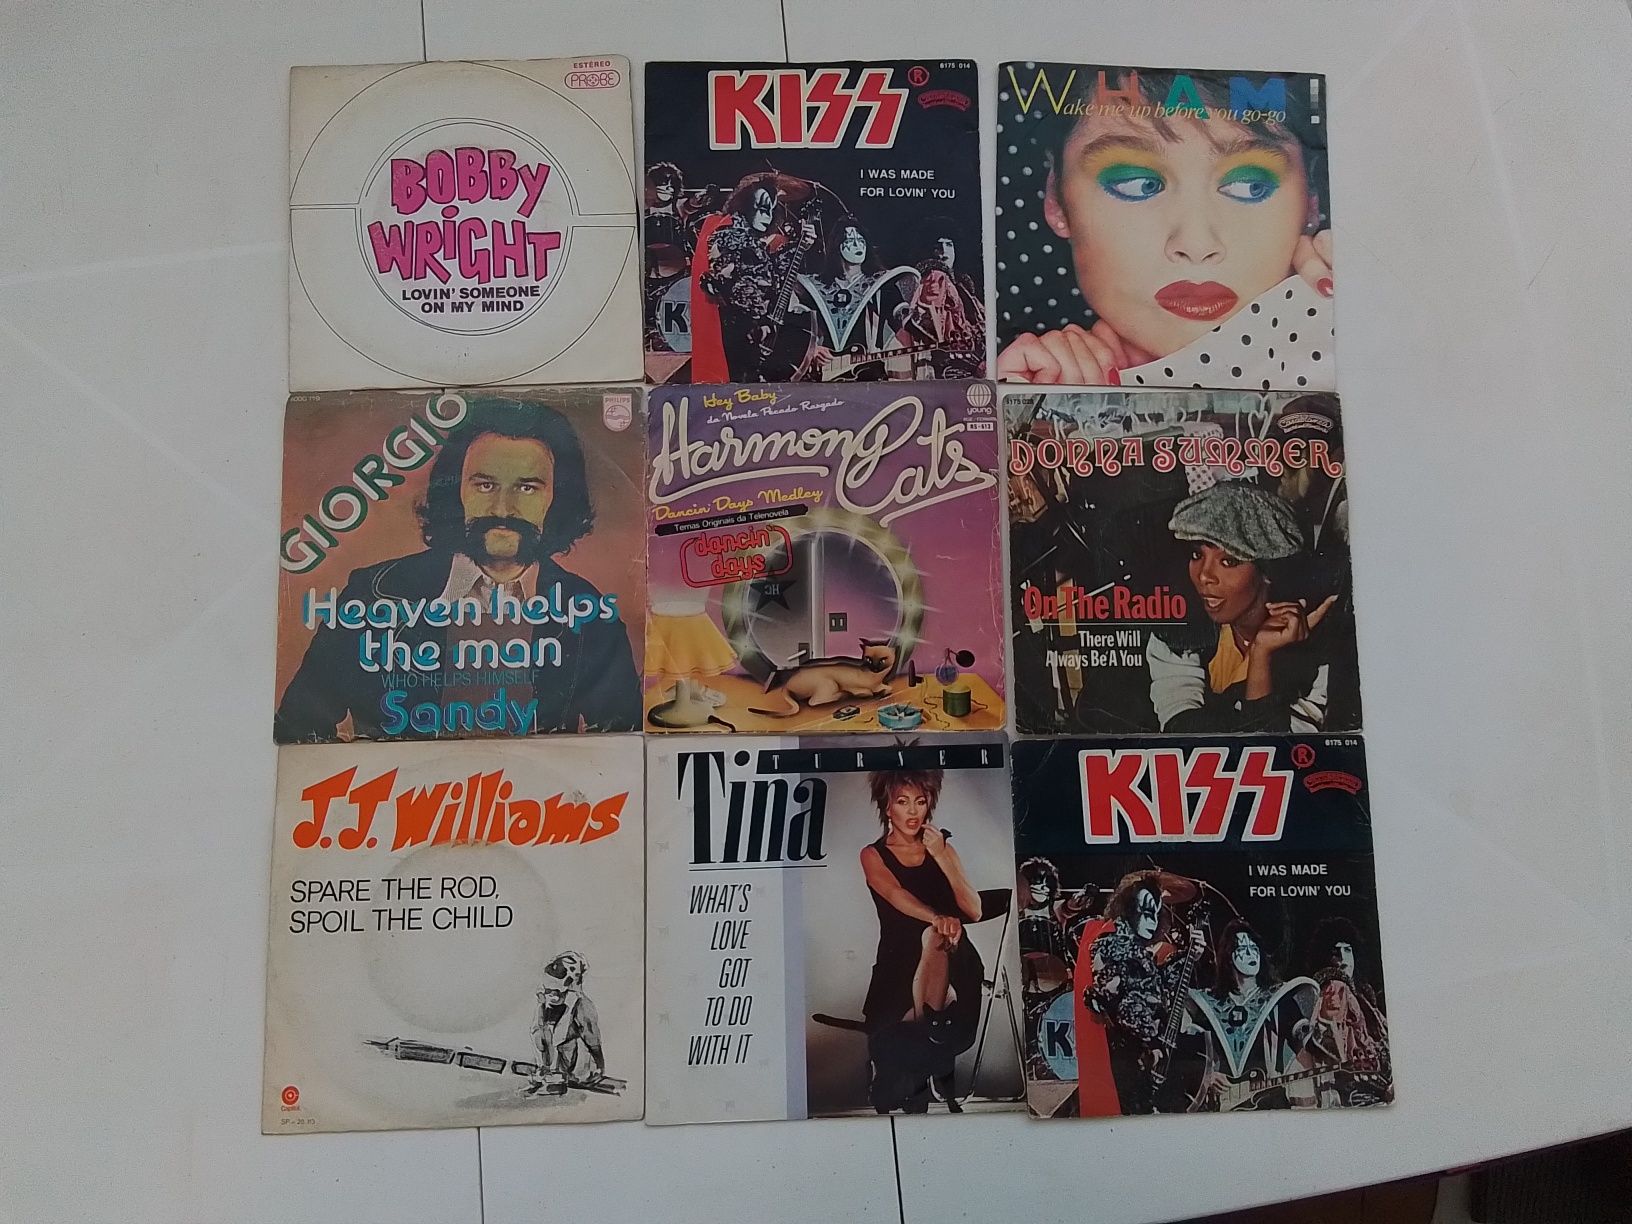 ESTÉREO
PROBE
BOBBY
WRIGHT
LOVIN' SOMEONE
ON MY MIND
6175 014
KISS
®
I WAS MADE
FOR LOVIN' YOU
K
WHAM
Wake me up before you go-go
PHILIPS
GIORGIO
Heaven helps
the man
WHO HELPS HIMSELF
Sandy
Hey Baby
da Novela Pecado Rasgado
young
RS-613
Harmony
Cats
Dancin' Days Medley
Temas Originais da Telenovela
dancin'
days
Casablanca
DONNA SUMMER
On The Radio
There Will
Always Be A You
J.J. Williams
SPARE THE ROD,
SPOIL THE CHILD
Capitol
TURNER
Tina
WHAT'S
LOVE
GOT
TO DO
WITH IT
6175 014
KISS
®
I WAS MADE
FOR LOVIN' YOU
K